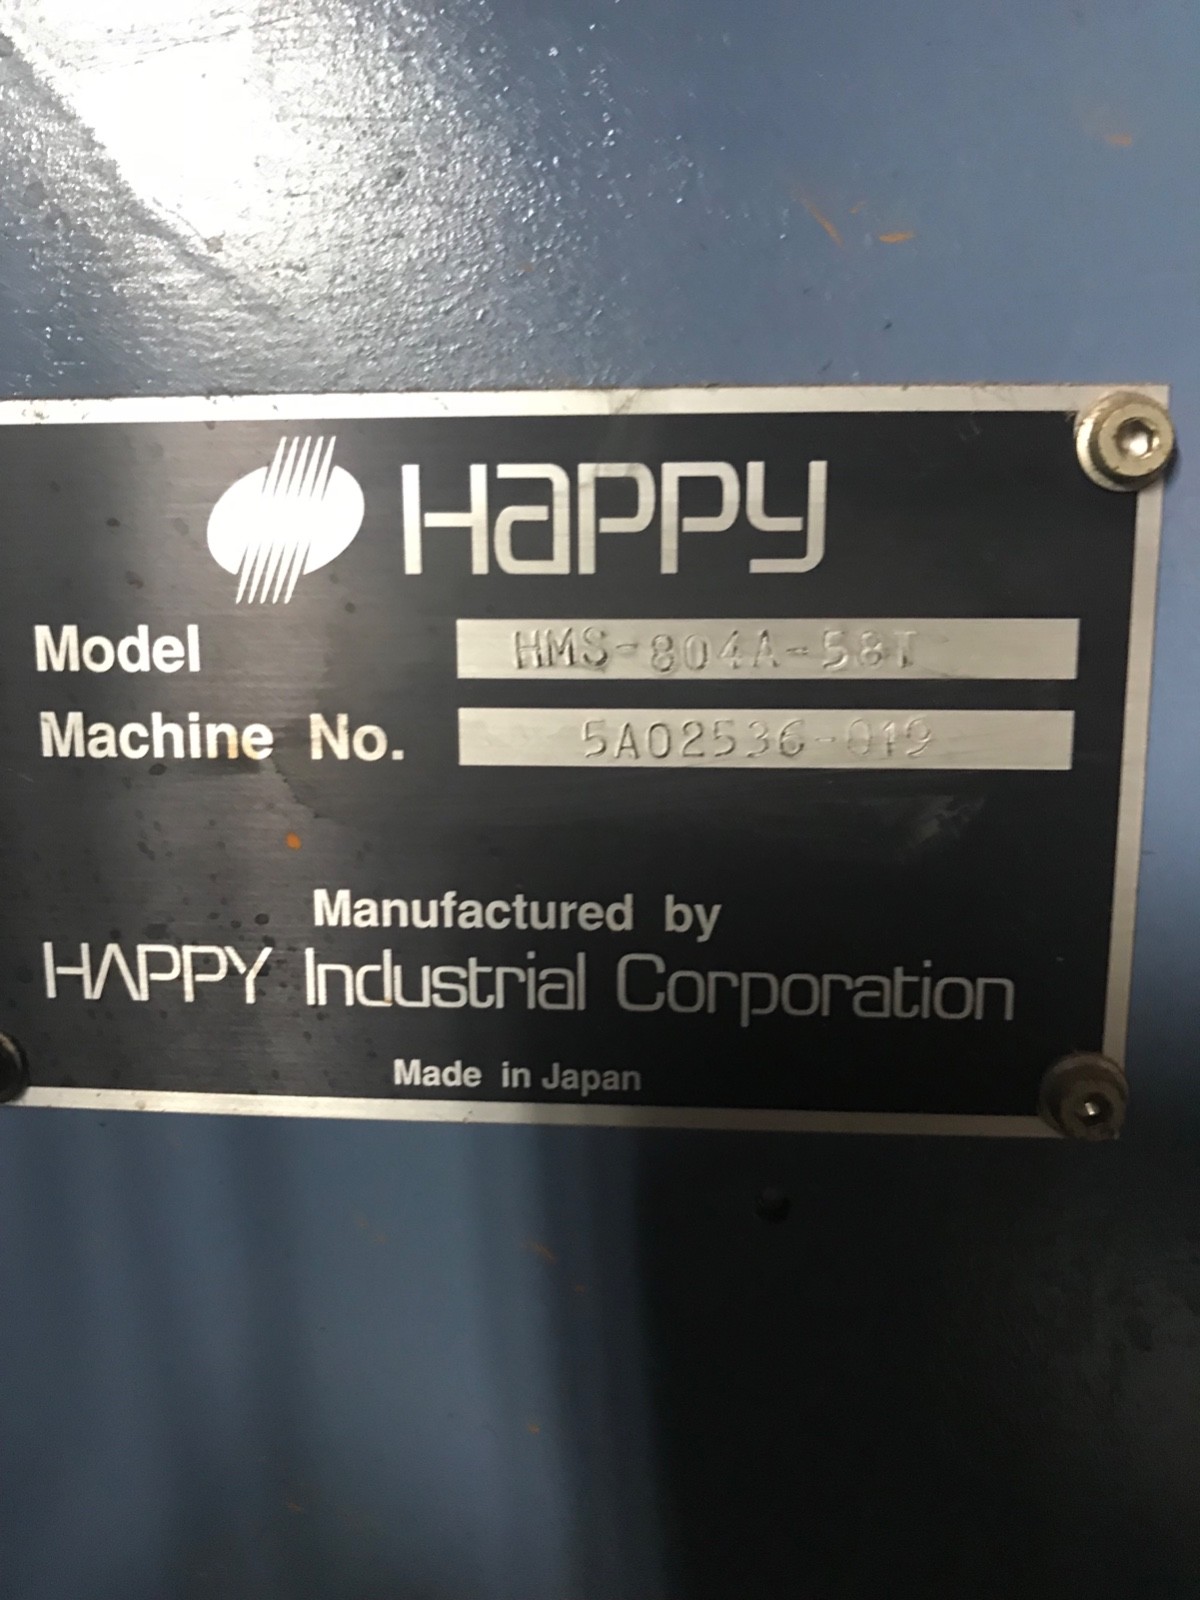 Happy
Model HMS-804A-58T
Machine No. 5A02536-019
Manufactured by
HAPPY Industrial Corporation
Made in Japan